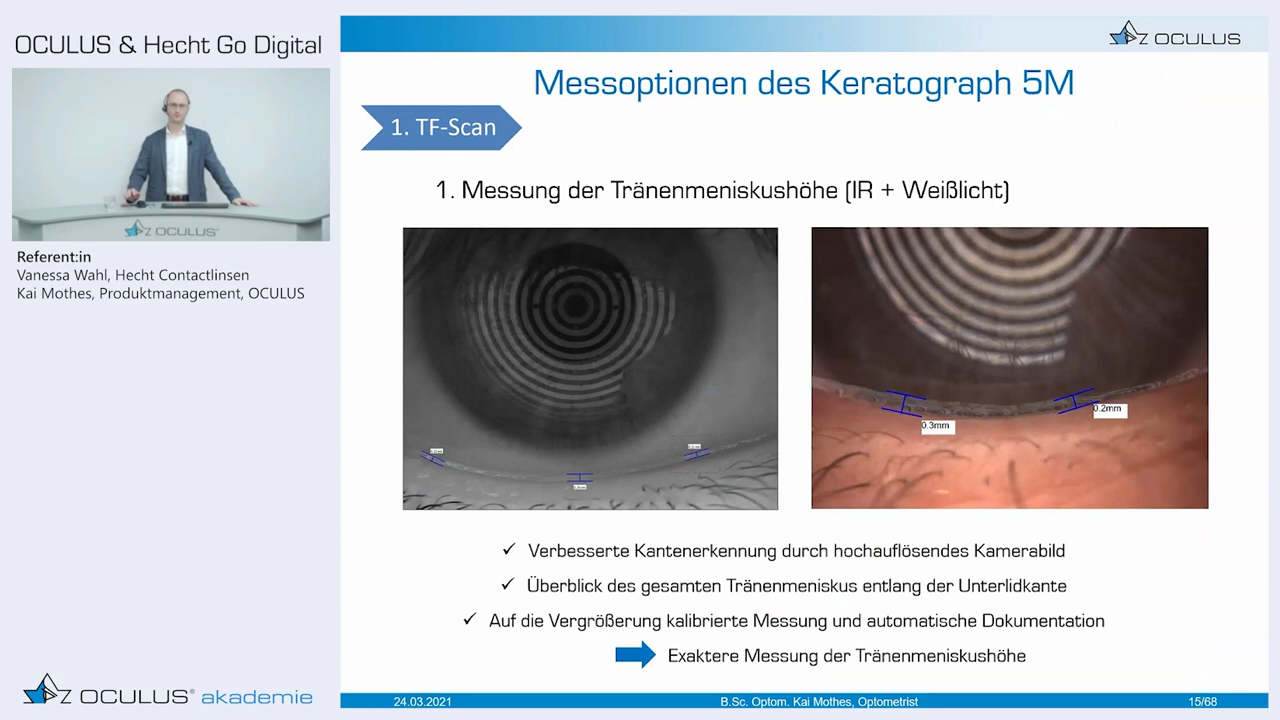 OCULUS & Hecht Go Digital
OCULUS
Referent:in
Vanessa Wahl, Hecht Contactlinsen
Kai Mothes, Produktmanagement, OCULUS
OCULUS® akademie
OCULUS
Messoptionen des Keratograph 5M
1. TF-Scan
1. Messung der Tränenmeniskushöhe (IR + Weißlicht)
0.3mm
0.2mm
✓ Verbesserte Kantenerkennung durch hochauflösendes Kamerabild
✓ Überblick des gesamten Tränenmeniskus entlang der Unterlidkante
✓ Auf die Vergrößerung kalibrierte Messung und automatische Dokumentation
Exaktere Messung der Tränenmeniskushöhe
24.03.2021
B.Sc. Optom. Kai Mothes, Optometrist
15/68